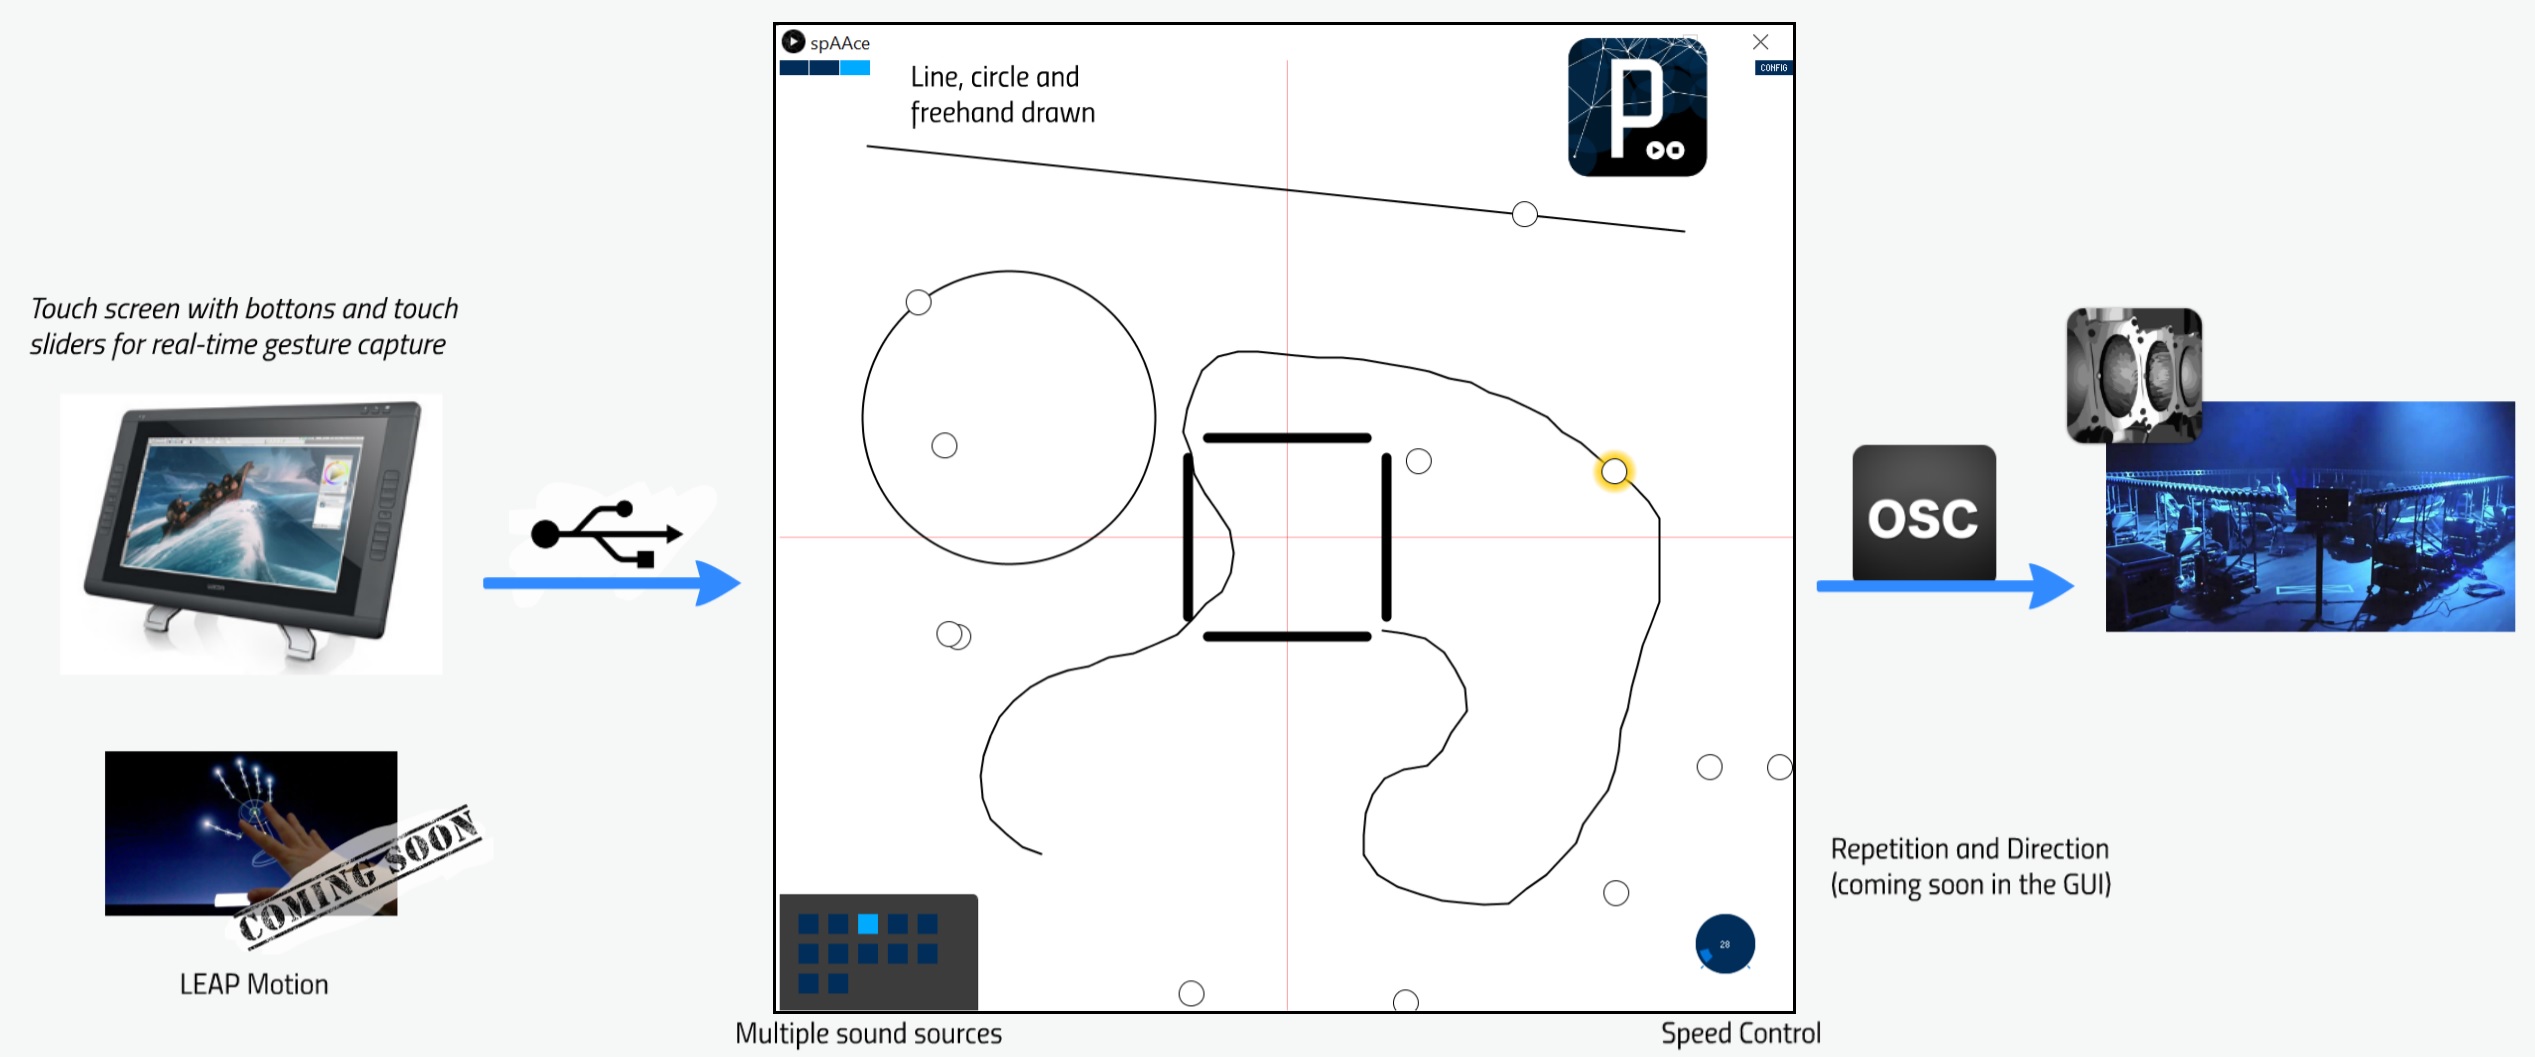 spAAce
CONFIG
Line, circle and
freehand drawn
P
Touch screen with bottons and touch
sliders for real-time gesture capture
OSC
COMING SOON
LEAP Motion
Repetition and Direction
(coming soon in the GUI)
28
Multiple sound sources
Speed Control